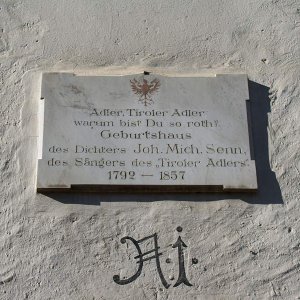 Adler, Tiroler Adler
warum bist Du so roth?
Geburtshaus
des Dichters Joh. Mich. Senn,
des Sängers des „Tiroler Adlers"
1792 — 1857
A. i.